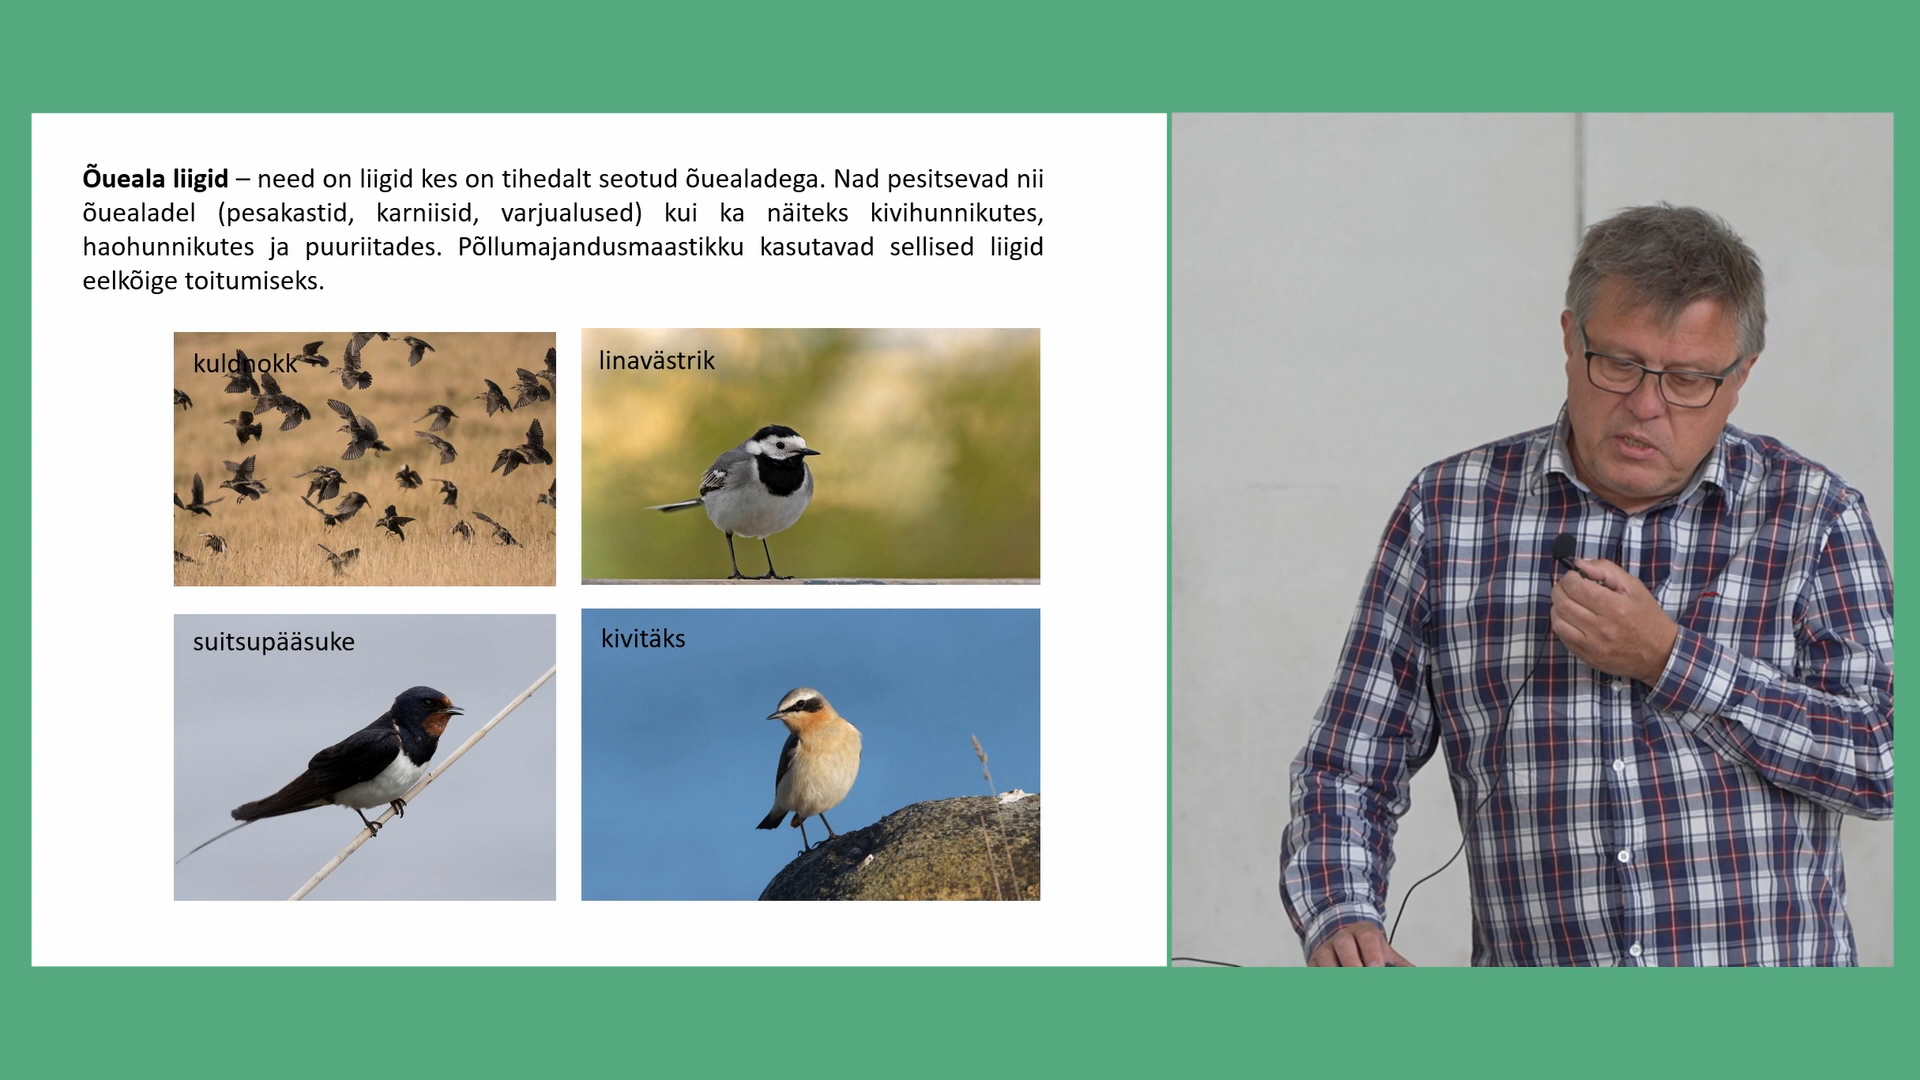 Õueala liigid – need on liigid kes on tihedalt seotud õuealadega. Nad pesitsevad nii
õuealadel (pesakastid, karniisid, varjualused) kui ka näiteks kivihunnikutes,
haohunnikutes ja puuriitades. Põllumajandusmaastikku kasutavad sellised liigid
eelkõige toitumiseks.
kuldnokk
linavästrik
suitsupääsuke
kivitäks